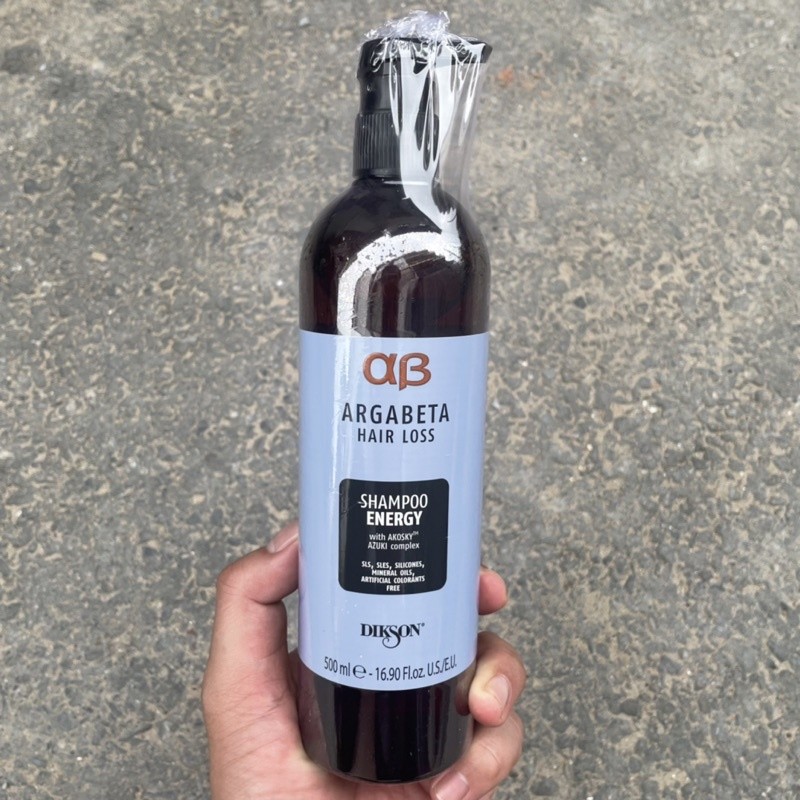 αβ
ARGABETA
HAIR LOSS
SHAMPOO
ENERGY
with AKOSKY™
AZUKI complex
SLS, SLES, SILICONES,
MINERAL OILS,
ARTIFICIAL COLORANTS
FREE
DIKSON®
500 ml ℮ - 16.90 Fl.oz. U.S./E.U.